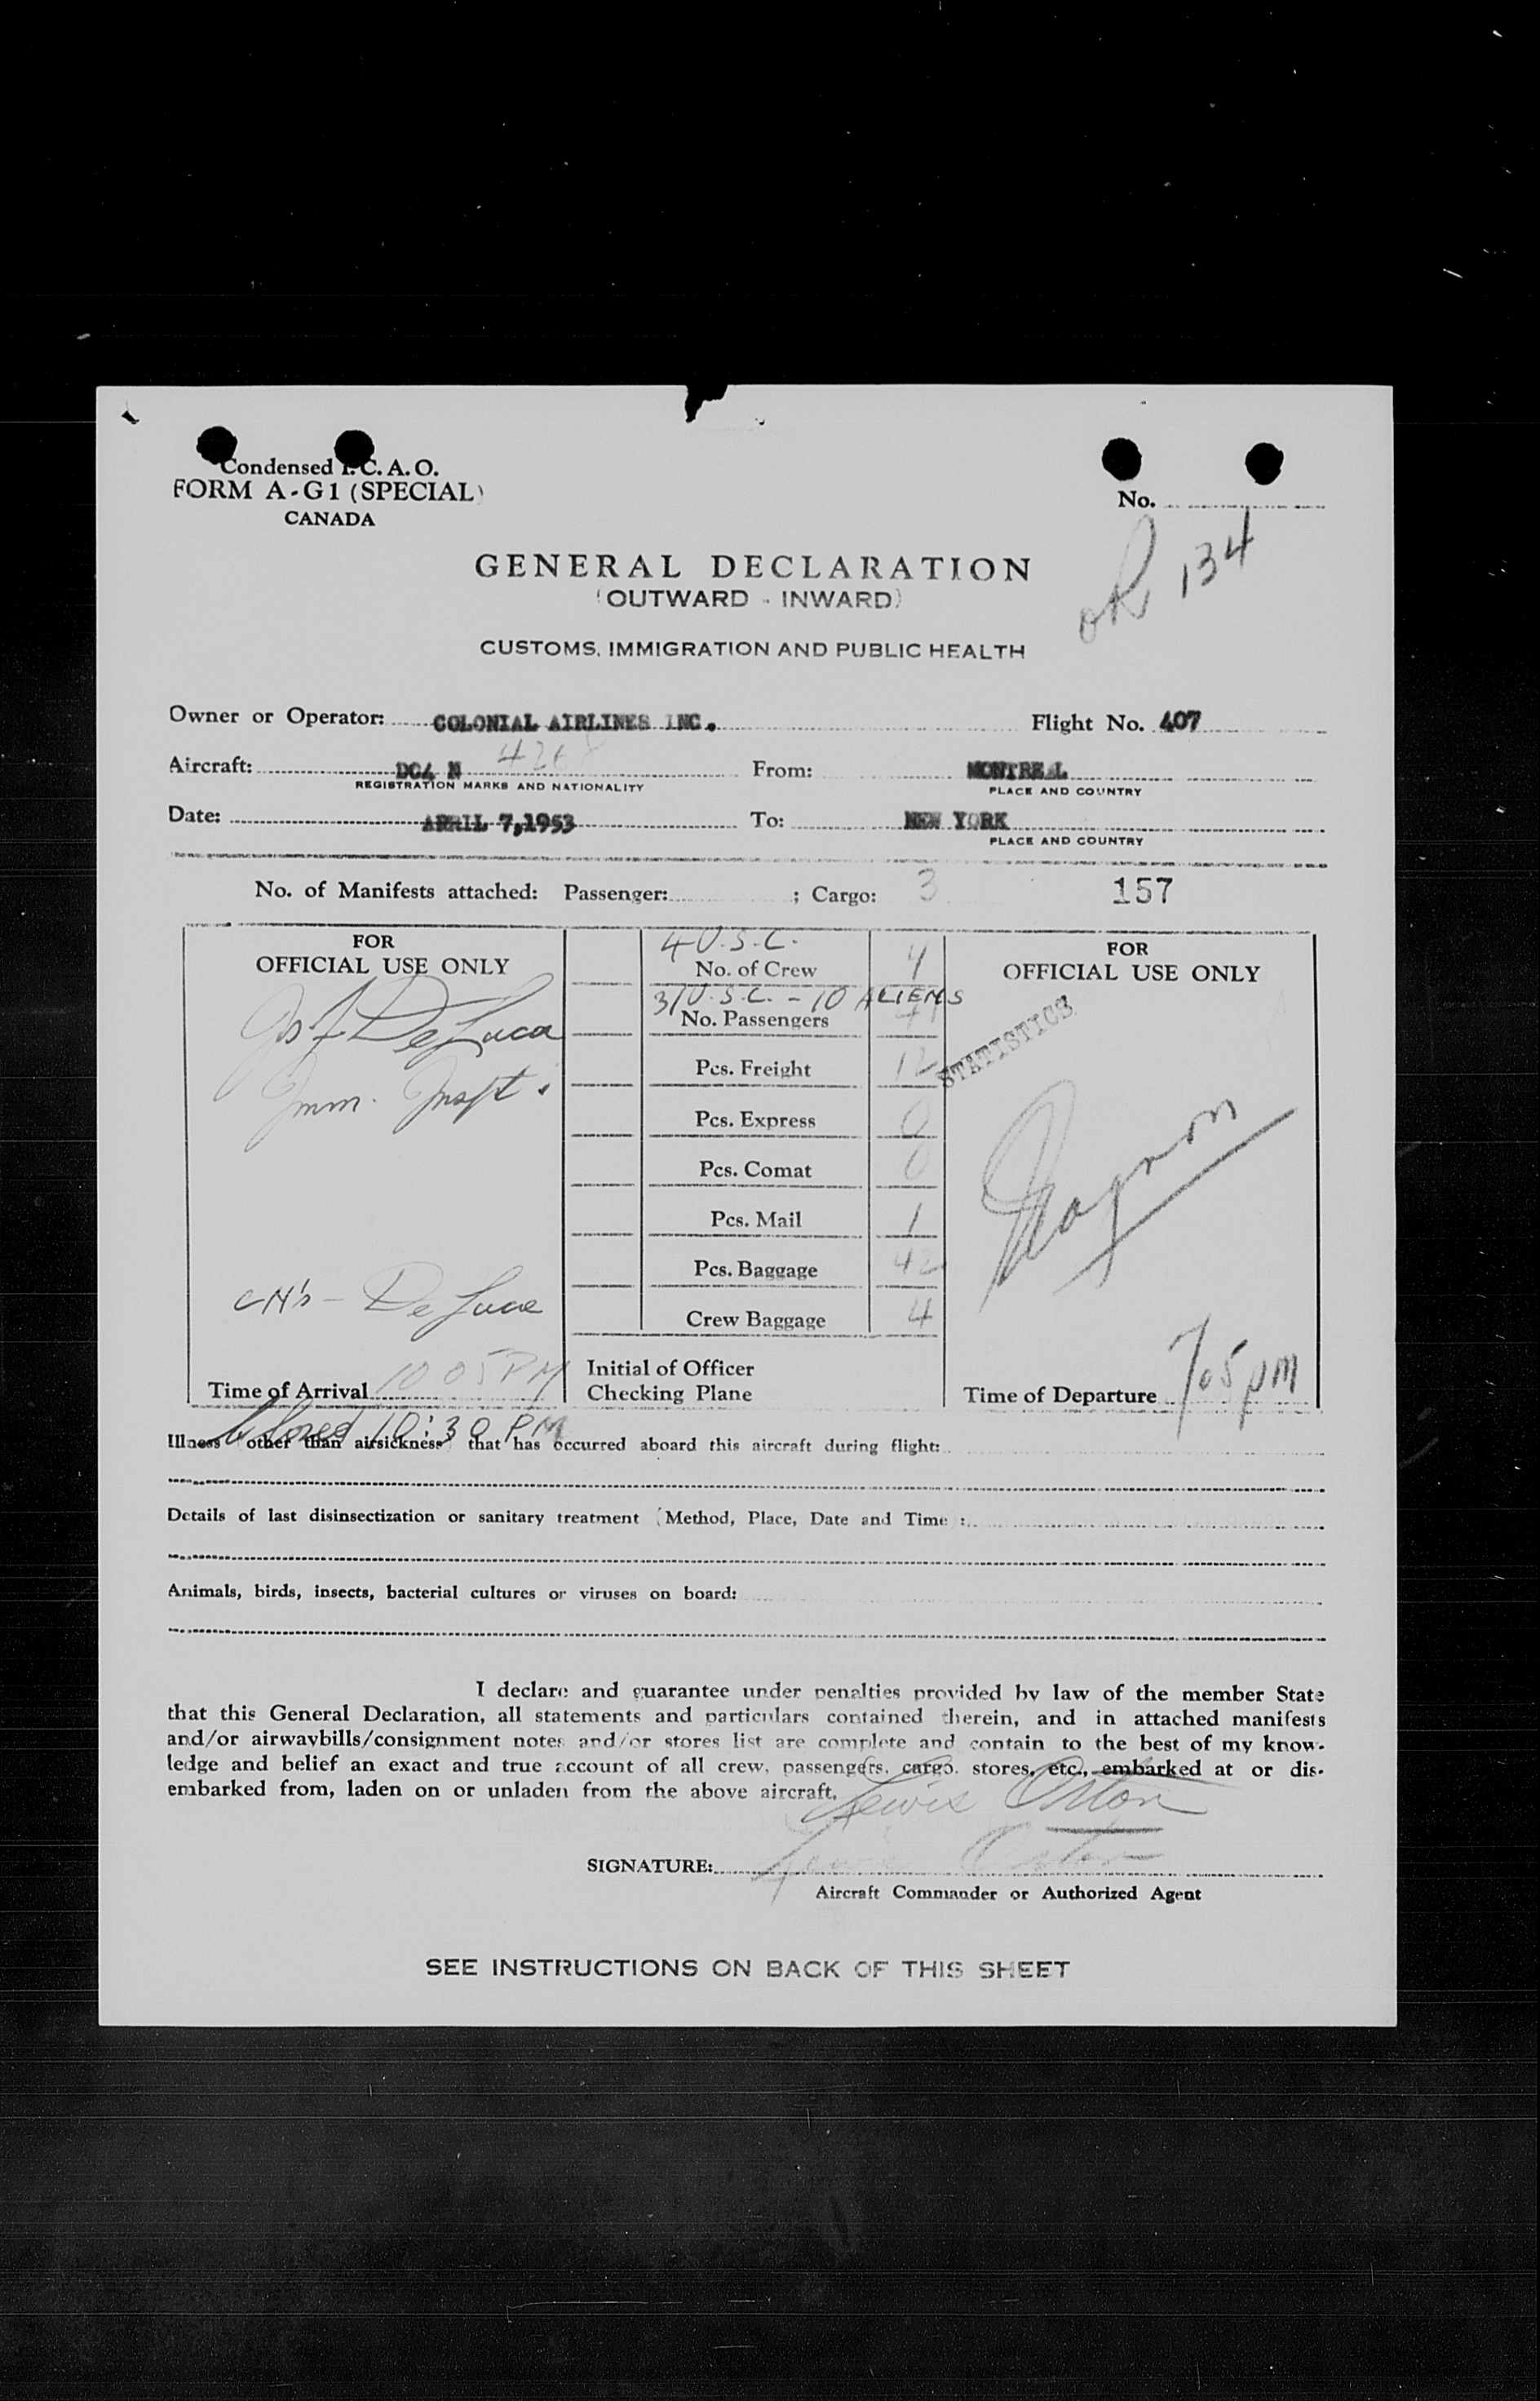 Condensed I. C. A. O.
FORM A-G1 (SPECIAL)
CANADA
No.
OK 134
GENERAL DECLARATION
(OUTWARD - INWARD)
CUSTOMS, IMMIGRATION AND PUBLIC HEALTH
Owner or Operator: COLONIAL AIRLINES INC. Flight No. 407
Aircraft: DC4 N From: MONTREAL
REGISTRATION MARKS AND NATIONALITY PLACE AND COUNTRY
Date: APRIL 7,1953 To: NEW YORK
PLACE AND COUNTRY
No. of Manifests attached: Passenger: ; Cargo: 3 157
FOR
OFFICIAL USE ONLY
Jos F DeLuca
Imm. Inspt.
CH's - De Luca
Time of Arrival 10 05 PM
4 U.S.C.
No. of Crew 4
31 U.S.C. - 10 ALIENS
No. Passengers 41
Pcs. Freight 12
Pcs. Express
Pcs. Comat 0
Pcs. Mail 1
Pcs. Baggage 42
Crew Baggage 4
Initial of Officer
Checking Plane
FOR
OFFICIAL USE ONLY
STATISTICS
Time of Departure 705 pm
10:30 PM
Illness other than airsickness that has occurred aboard this aircraft during flight:
Details of last disinsectization or sanitary treatment (Method, Place, Date and Time :
Animals, birds, insects, bacterial cultures or viruses on board:
I declare and guarantee under penalties provided by law of the member State
that this General Declaration, all statements and particulars contained therein, and in attached manifests
and/or airwaybills/consignment notes and/or stores list are complete and contain to the best of my know-
ledge and belief an exact and true account of all crew, passengers, cargo, stores, etc., embarked at or dis-
embarked from, laden on or unladen from the above aircraft.
Lewis Orton
SIGNATURE:
Aircraft Commander or Authorized Agent
SEE INSTRUCTIONS ON BACK OF THIS SHEET